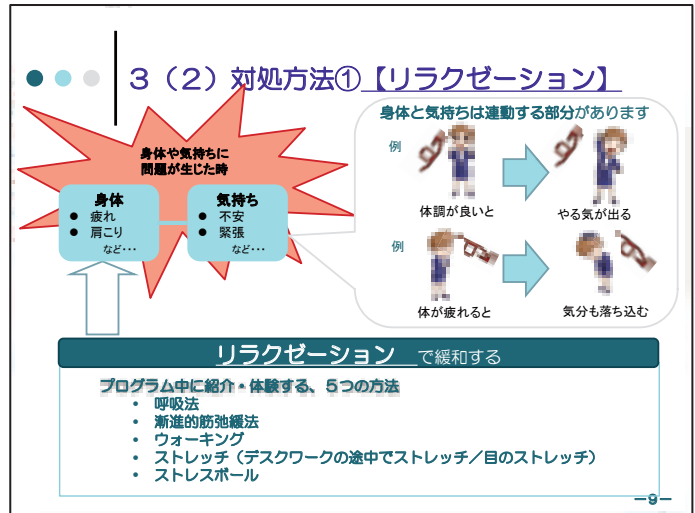 ３（２）対処方法①【リラクゼーション】
身体や気持ちに
問題が生じた時
身体
● 疲れ
● 肩こり
など・・・
気持ち
● 不安
● 緊張
など・・・
身体と気持ちは連動する部分があります
例
体調が良いと
やる気が出る
例
体が疲れると
気分も落ち込む
リラクゼーション で緩和する
プログラム中に紹介・体験する、５つの方法
• 呼吸法
• 漸進的筋弛緩法
• ウォーキング
• ストレッチ（デスクワークの途中でストレッチ／目のストレッチ）
• ストレスボール
－9－